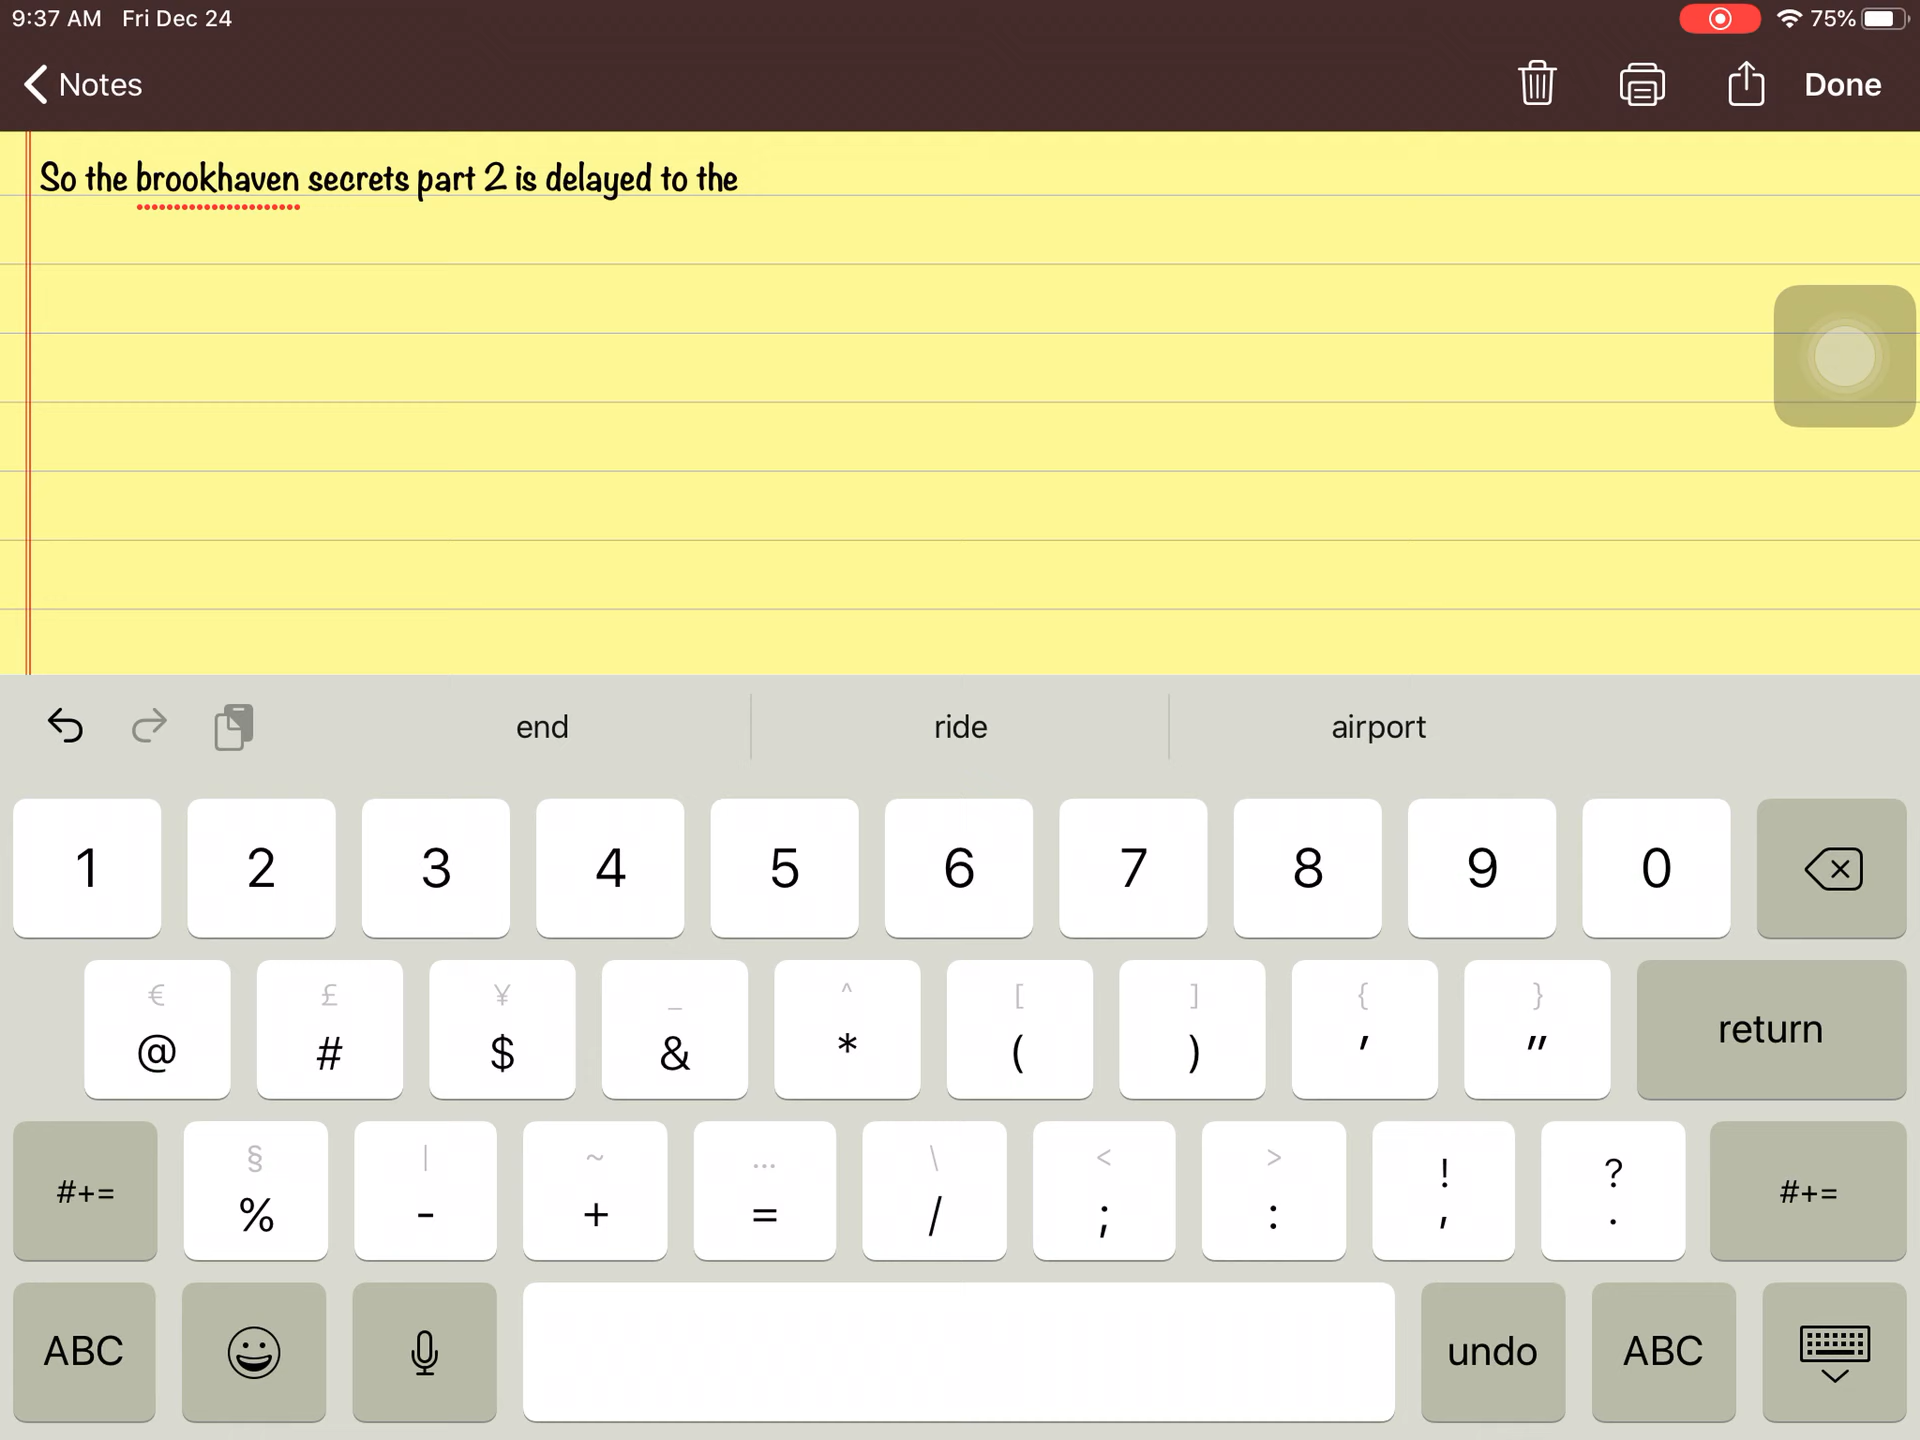 9:37 AM Fri Dec 24 75%
Notes Done
So the brookhaven secrets part 2 is delayed to the
end ride airport
1 2 3 4 5 6 7 8 9 0
€ £ ¥ _ ^ [ ] { }
@ # $ & * ( ) ' " return
§ | ~ ... \ < > ! ?
#+= % - + = / ; : , . #+=
ABC undo ABC